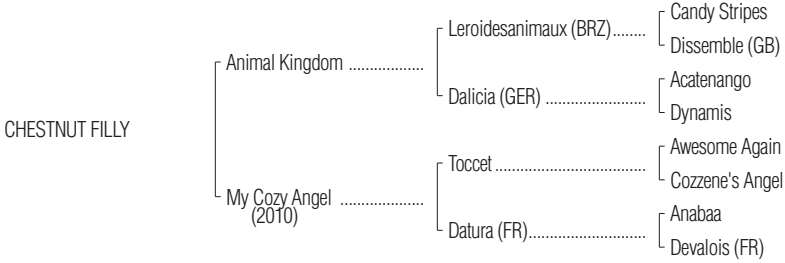 CHESTNUT FILLY
Animal Kingdom ..................
My Cozy Angel ....................
(2010)
Leroidesanimaux (BRZ)........
Dalicia (GER) ........................
Toccet ....................................
Datura (FR)............................
Candy Stripes
Dissemble (GB)
Acatenango
Dynamis
Awesome Again
Cozzene's Angel
Anabaa
Devalois (FR)